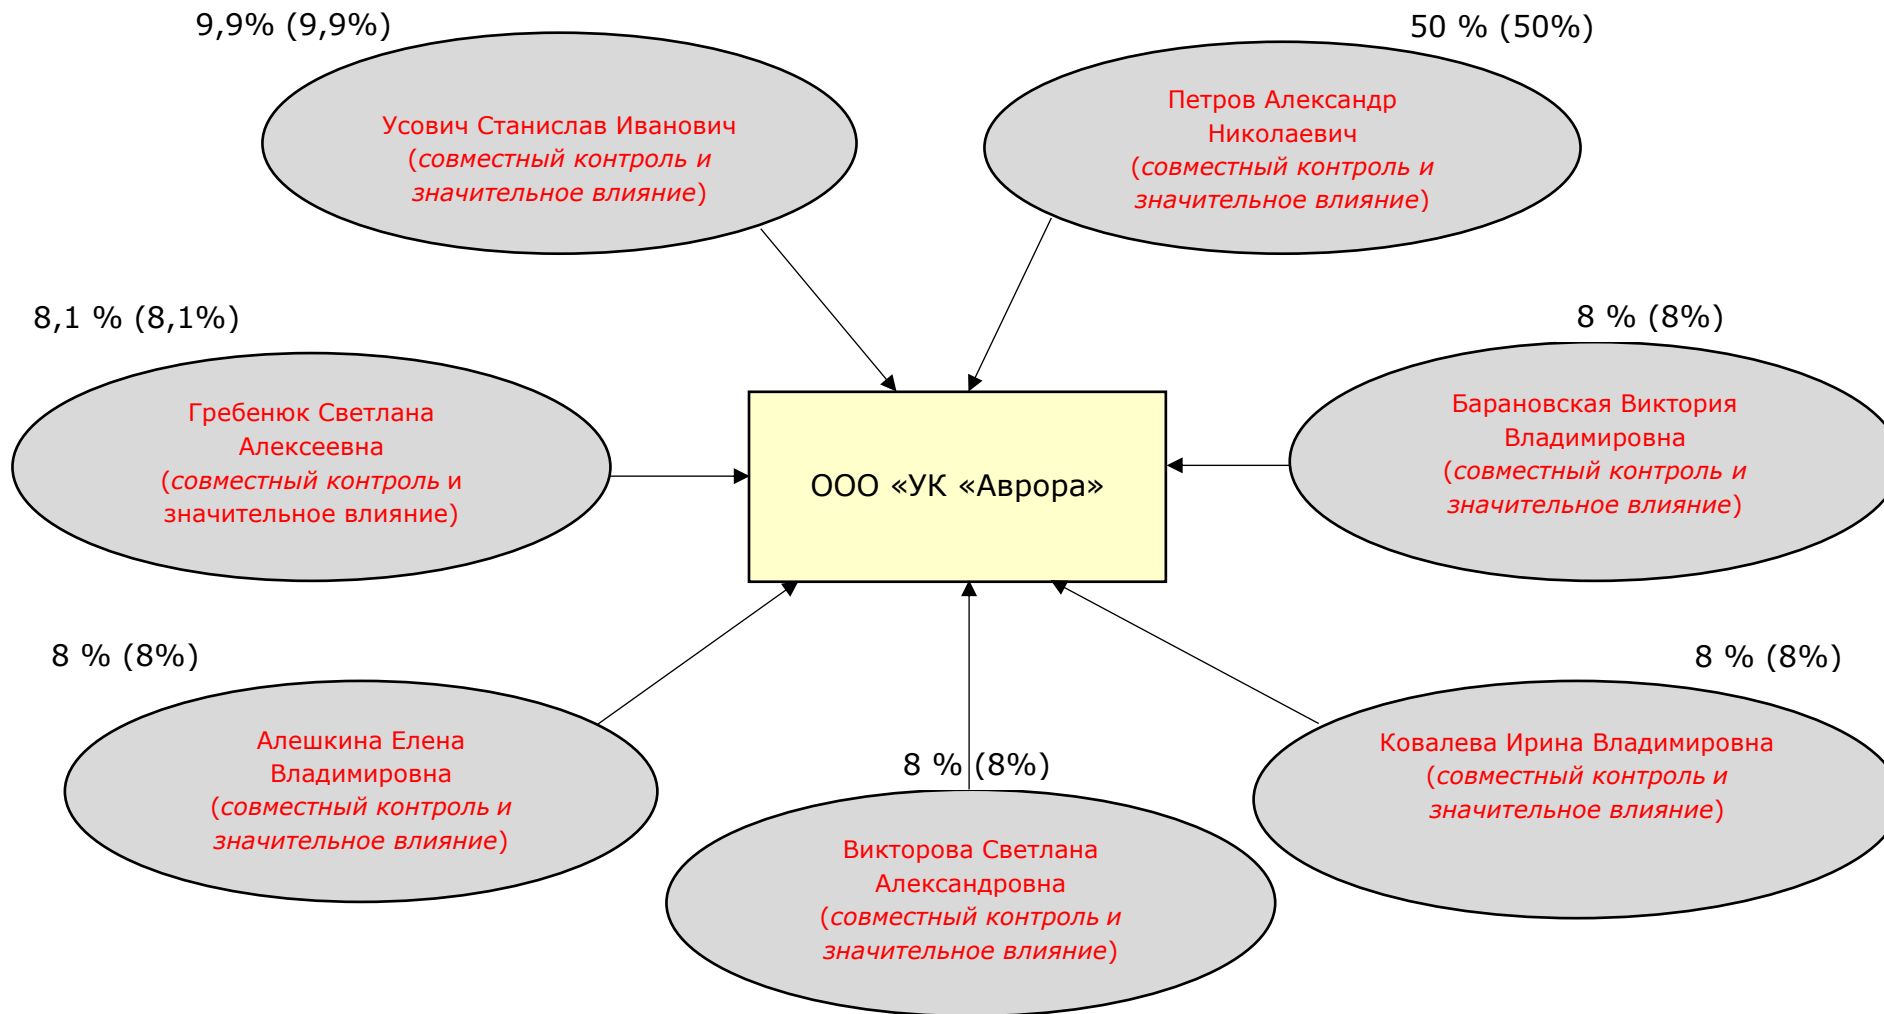 9,9% (9,9%)
50 % (50%)
Усович Станислав Иванович
(совместный контроль и
значительное влияние)
Петров Александр
Николаевич
(совместный контроль и
значительное влияние)
8,1 % (8,1%)
8 % (8%)
Гребенюк Светлана
Алексеевна
(совместный контроль и
значительное влияние)
ООО «УК «Аврора»
Барановская Виктория
Владимировна
(совместный контроль и
значительное влияние)
8 % (8%)
8 % (8%)
Алешкина Елена
Владимировна
(совместный контроль и
значительное влияние)
8 % (8%)
Викторова Светлана
Александровна
(совместный контроль и
значительное влияние)
Ковалева Ирина Владимировна
(совместный контроль и
значительное влияние)